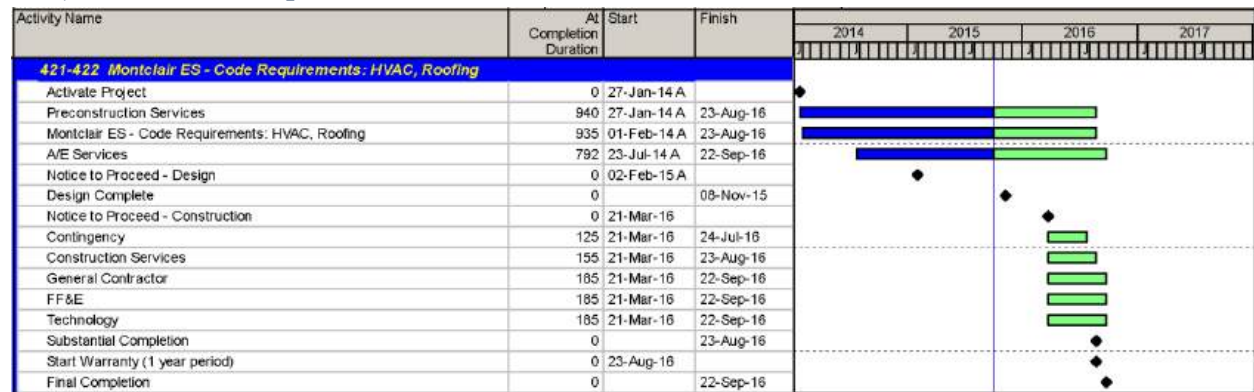 Activity Name At Completion Duration Start Finish
2014 2015 2016 2017
J J J J J J J J
421-422 Montclair ES - Code Requirements: HVAC, Roofing
Activate Project 0 27-Jan-14 A
Preconstruction Services 940 27-Jan-14 A 23-Aug-16
Montclair ES - Code Requirements: HVAC, Roofing 935 01-Feb-14 A 23-Aug-16
A/E Services 792 23-Jul-14 A 22-Sep-16
Notice to Proceed - Design 0 02-Feb-15 A
Design Complete 0 08-Nov-15
Notice to Proceed - Construction 0 21-Mar-16
Contingency 125 21-Mar-16 24-Jul-16
Construction Services 155 21-Mar-16 23-Aug-16
General Contractor 185 21-Mar-16 22-Sep-16
FF&E 185 21-Mar-16 22-Sep-16
Technology 185 21-Mar-16 22-Sep-16
Substantial Completion 0 23-Aug-16
Start Warranty (1 year period) 0 23-Aug-16
Final Completion 0 22-Sep-16